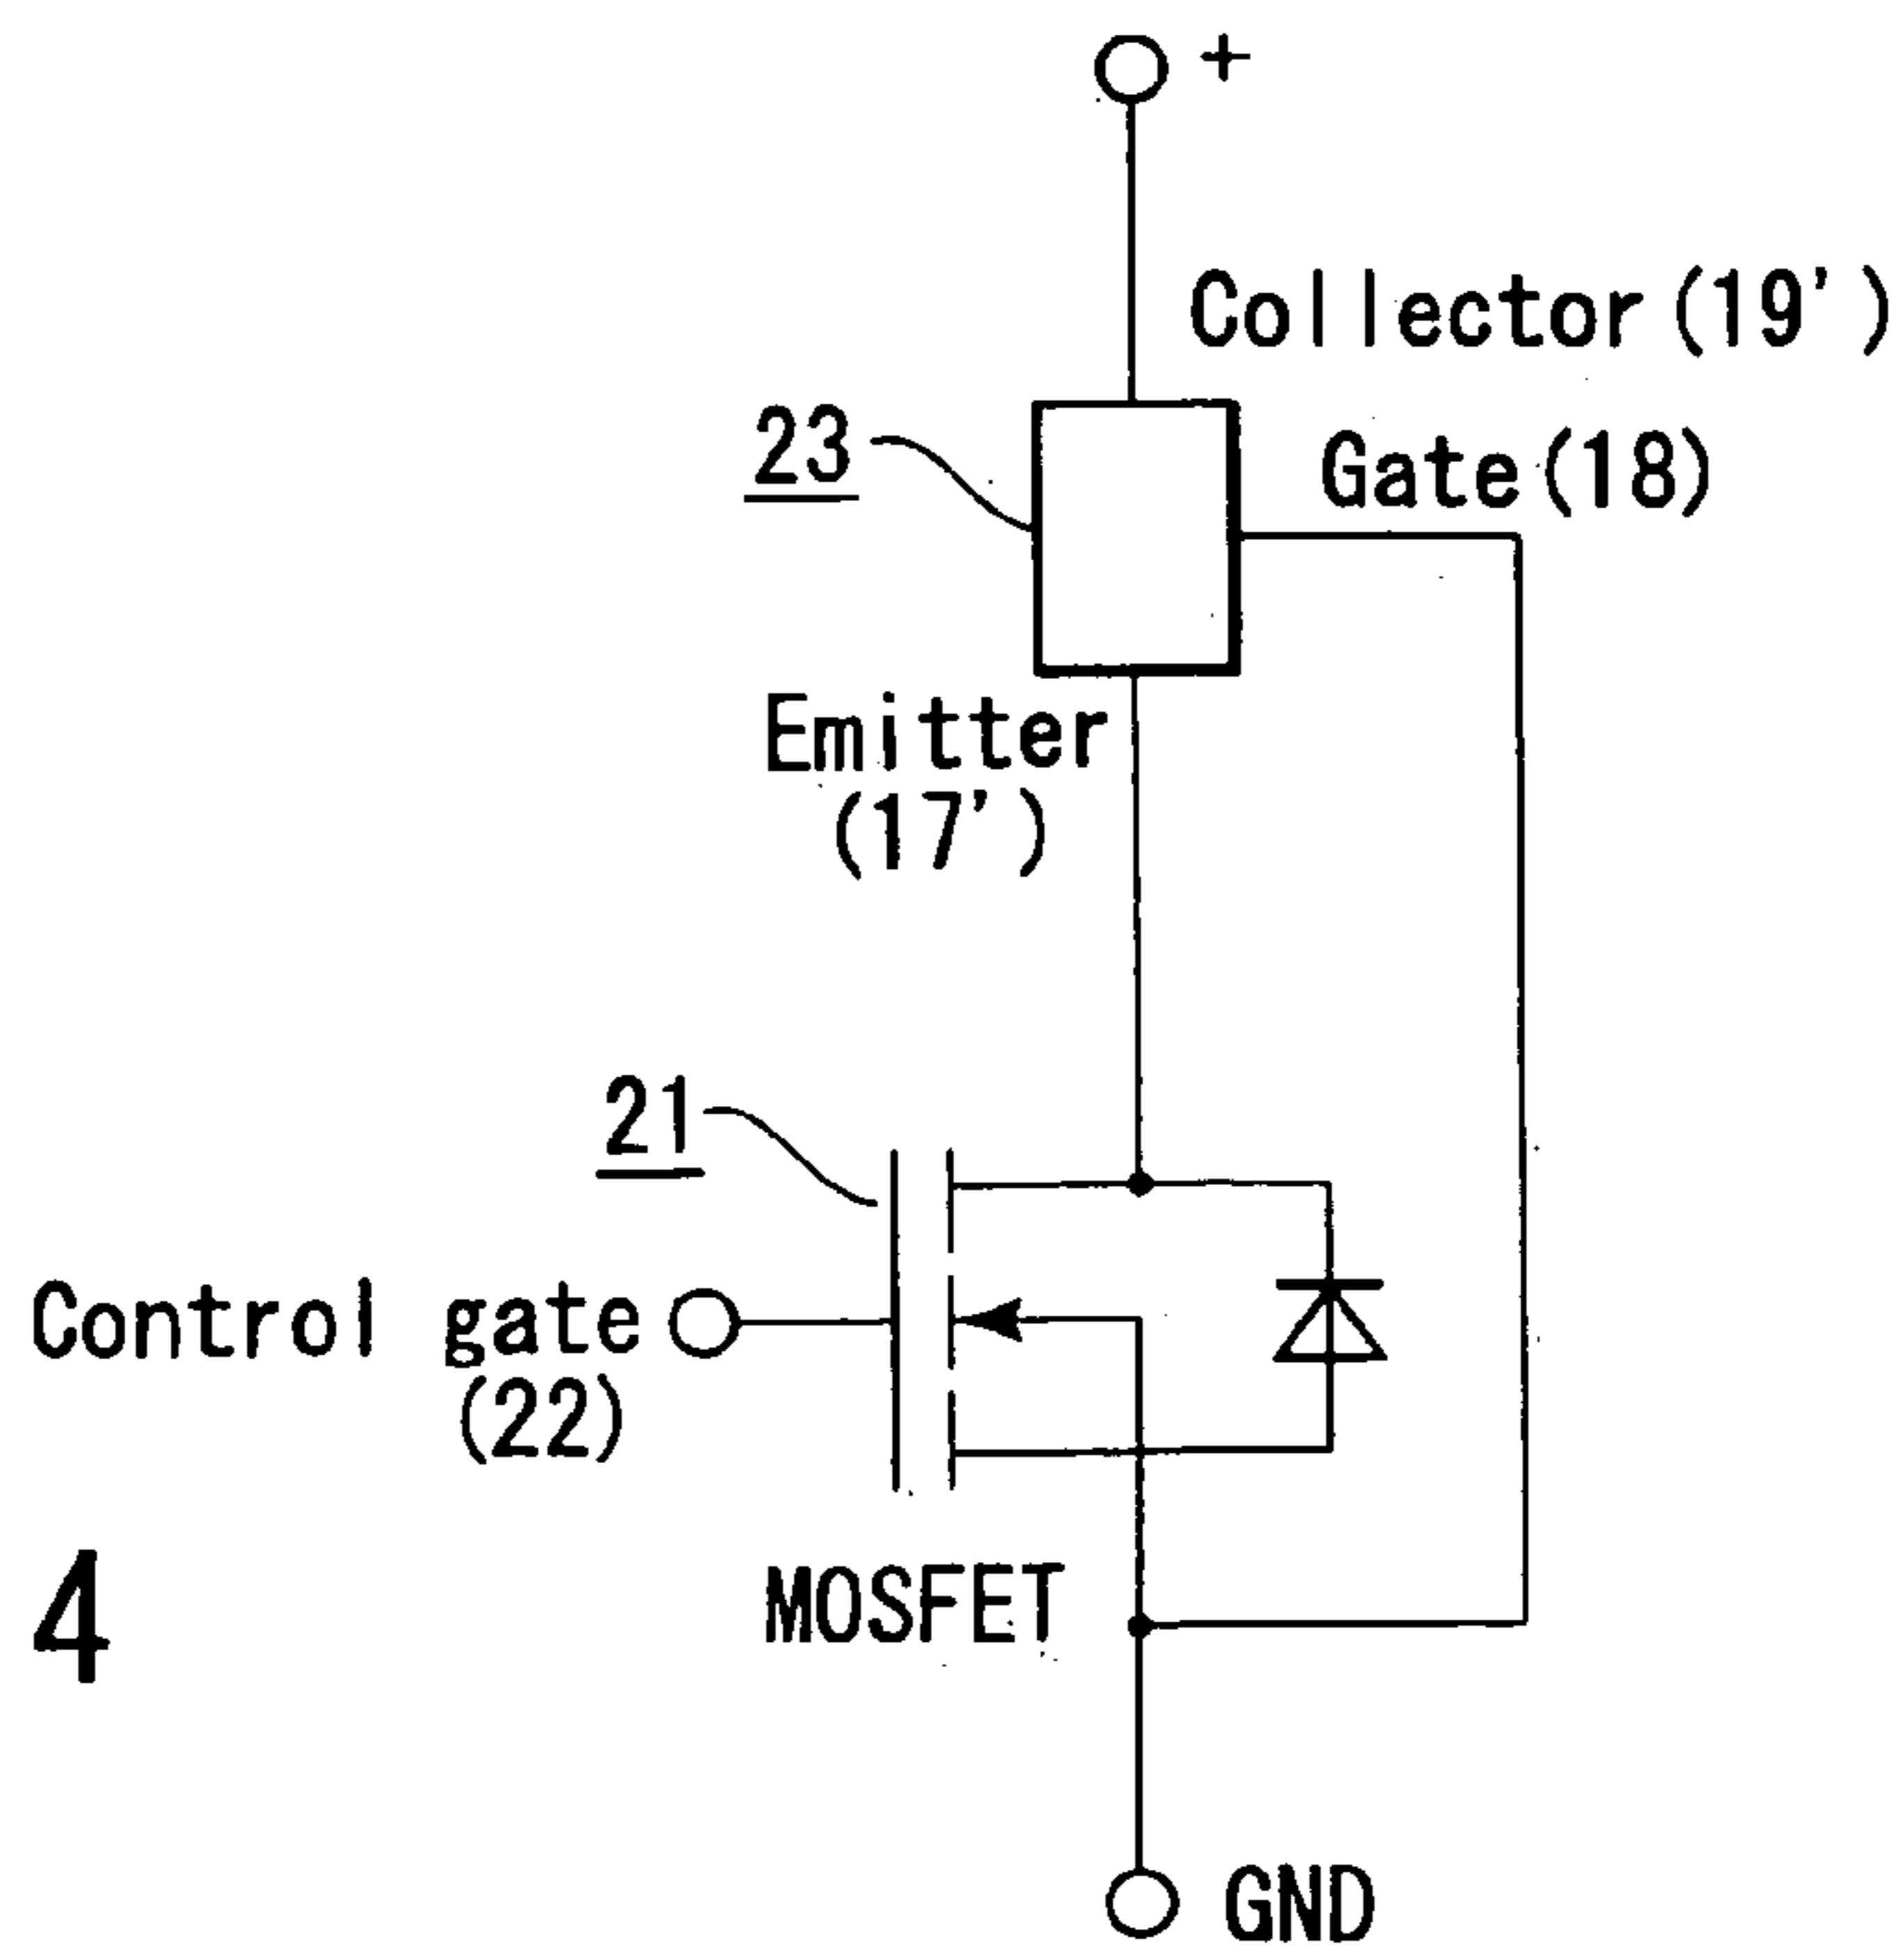 +
Collector(19')
23
Gate(18)
Emitter
(17')
21
Control gate
(22)
MOSFET
4
GND